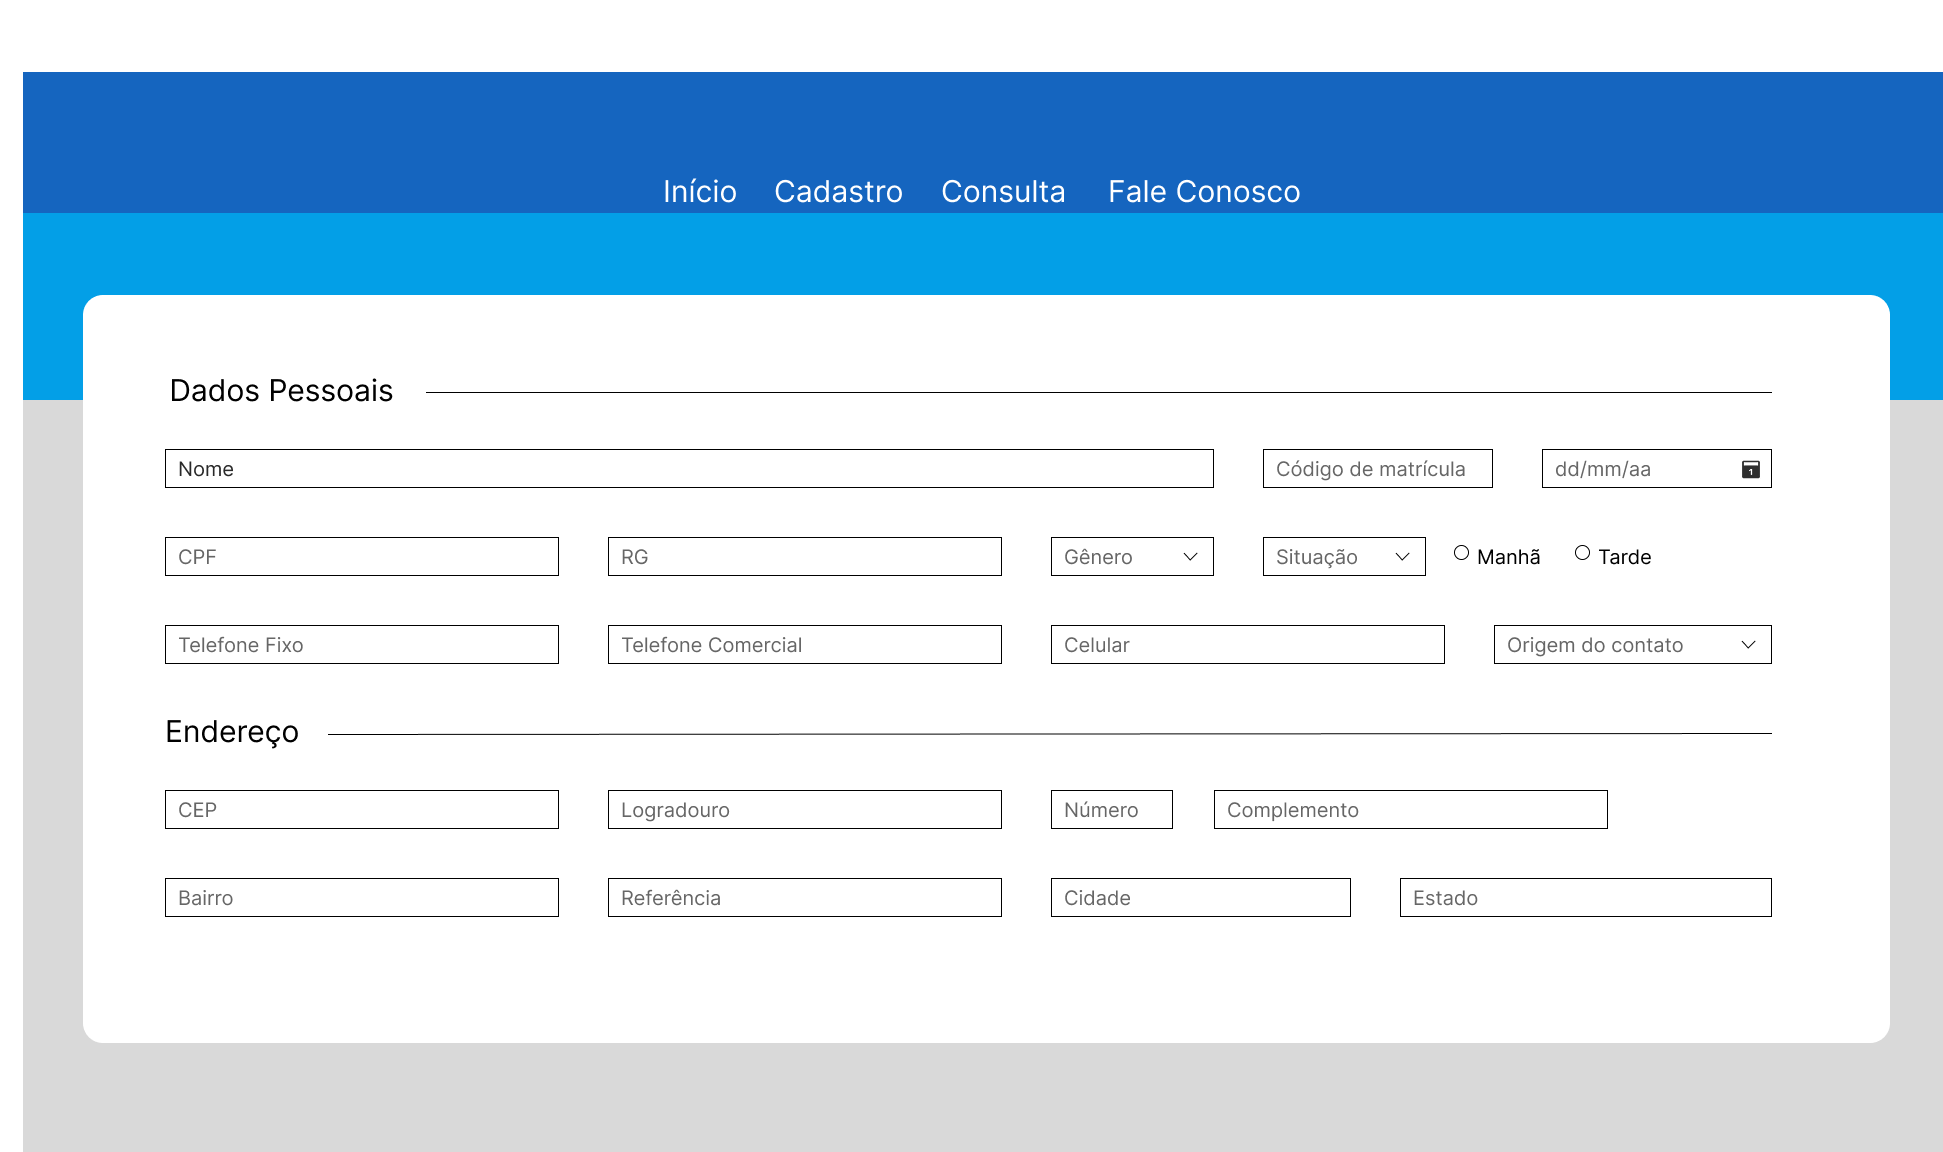 Início Cadastro Consulta Fale Conosco
Dados Pessoais
Nome Código de matrícula dd/mm/aa 1
CPF RG Gênero Situação Manhã Tarde
Telefone Fixo Telefone Comercial Celular Origem do contato
Endereço
CEP Logradouro Número Complemento
Bairro Referência Cidade Estado